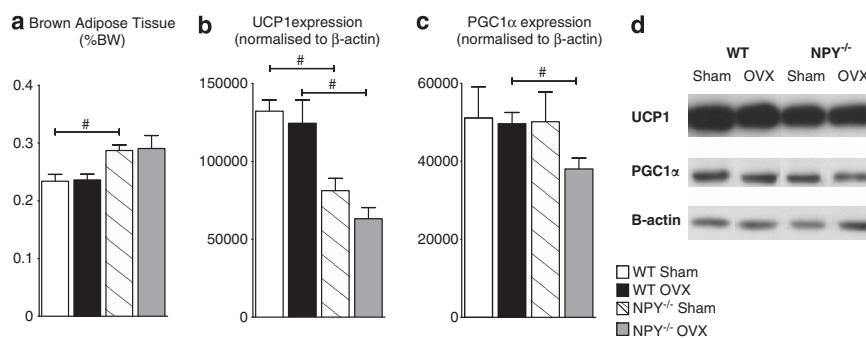 a Brown Adipose Tissue
(%BW)
0.4
0.3
0.2
0.1
0
#
b UCP1expression
(normalised to β-actin)
150000
100000
50000
0
#
#
c PGC1α expression
(normalised to β-actin)
60000
40000
20000
0
#
WT Sham
WT OVX
NPY-/- Sham
NPY-/- OVX
d
WT NPY-/-
Sham OVX Sham OVX
UCP1
PGC1α
B-actin